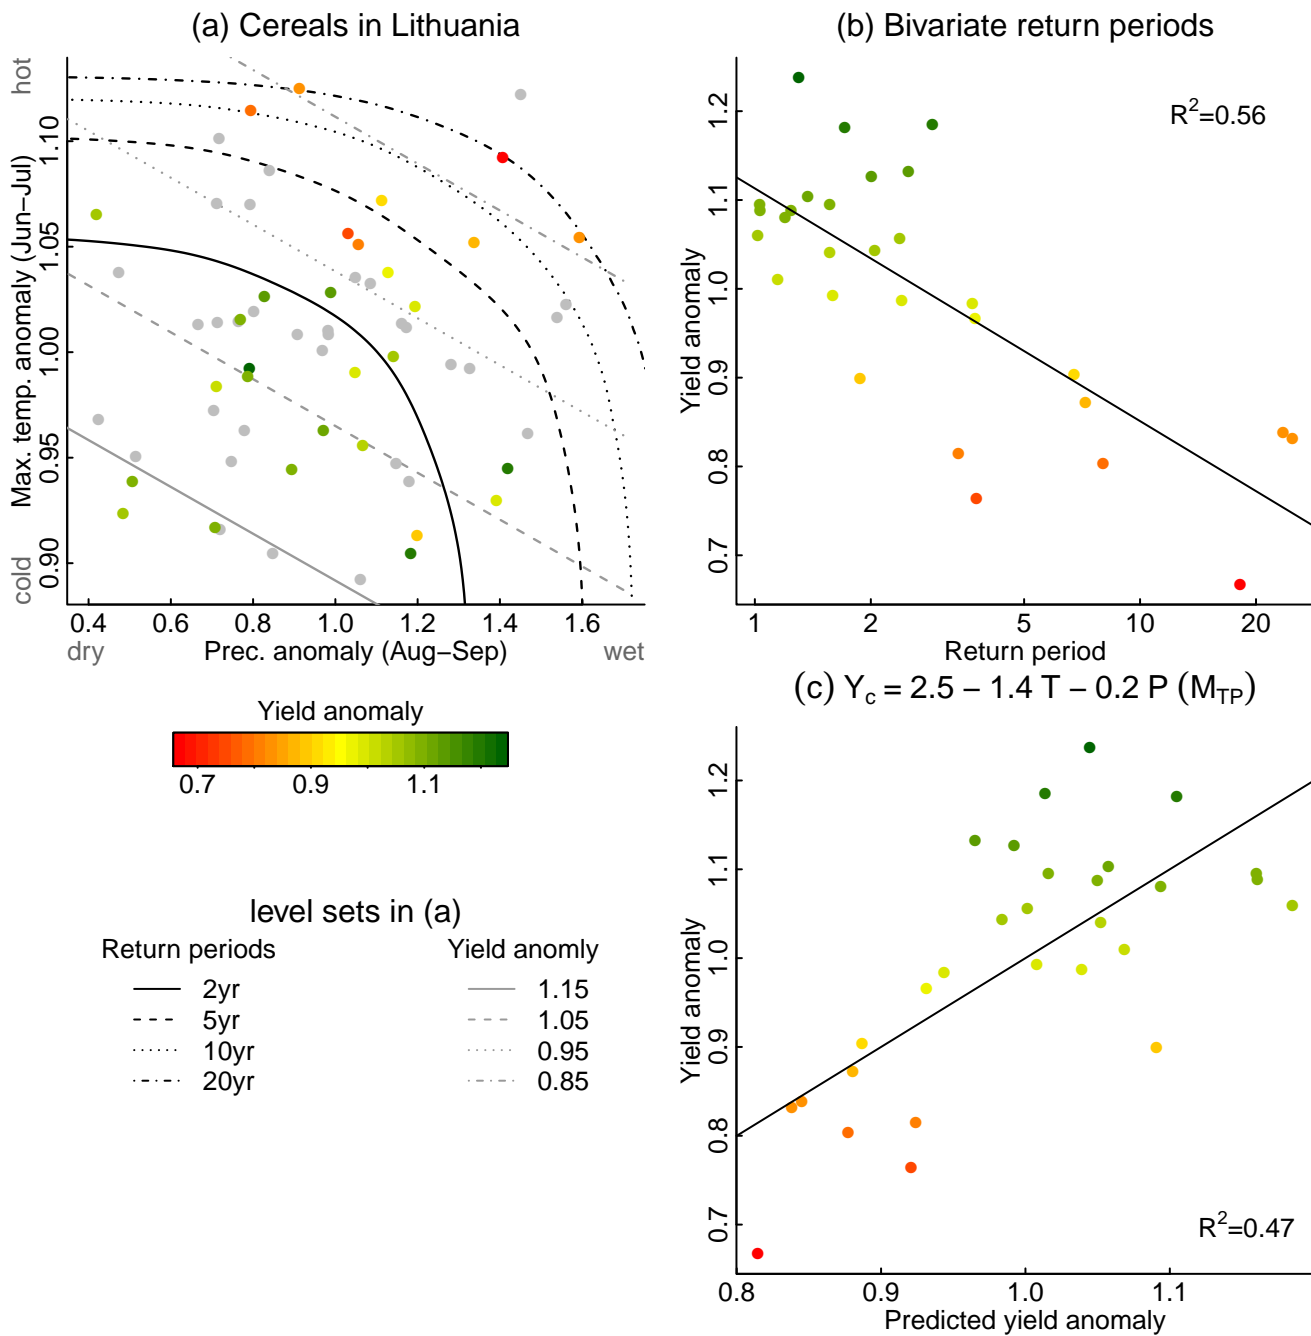 (a) Cereals in Lithuania
hot
Max. temp. anomaly (Jun–Jul)
cold
1.10
1.05
1.00
0.95
0.90
0.4 0.6 0.8 1.0 1.2 1.4 1.6
dry Prec. anomaly (Aug–Sep) wet
(b) Bivariate return periods
R²=0.56
Yield anomaly
1.2
1.1
1.0
0.9
0.8
0.7
1 2 5 10 20
Return period
Yield anomaly
0.7 0.9 1.1
level sets in (a)
Return periods Yield anomly
2yr 1.15
5yr 1.05
10yr 0.95
20yr 0.85
(c) Y_c = 2.5 − 1.4 T − 0.2 P (M_TP)
Yield anomaly
1.2
1.1
1.0
0.9
0.8
0.7
R²=0.47
0.8 0.9 1.0 1.1
Predicted yield anomaly